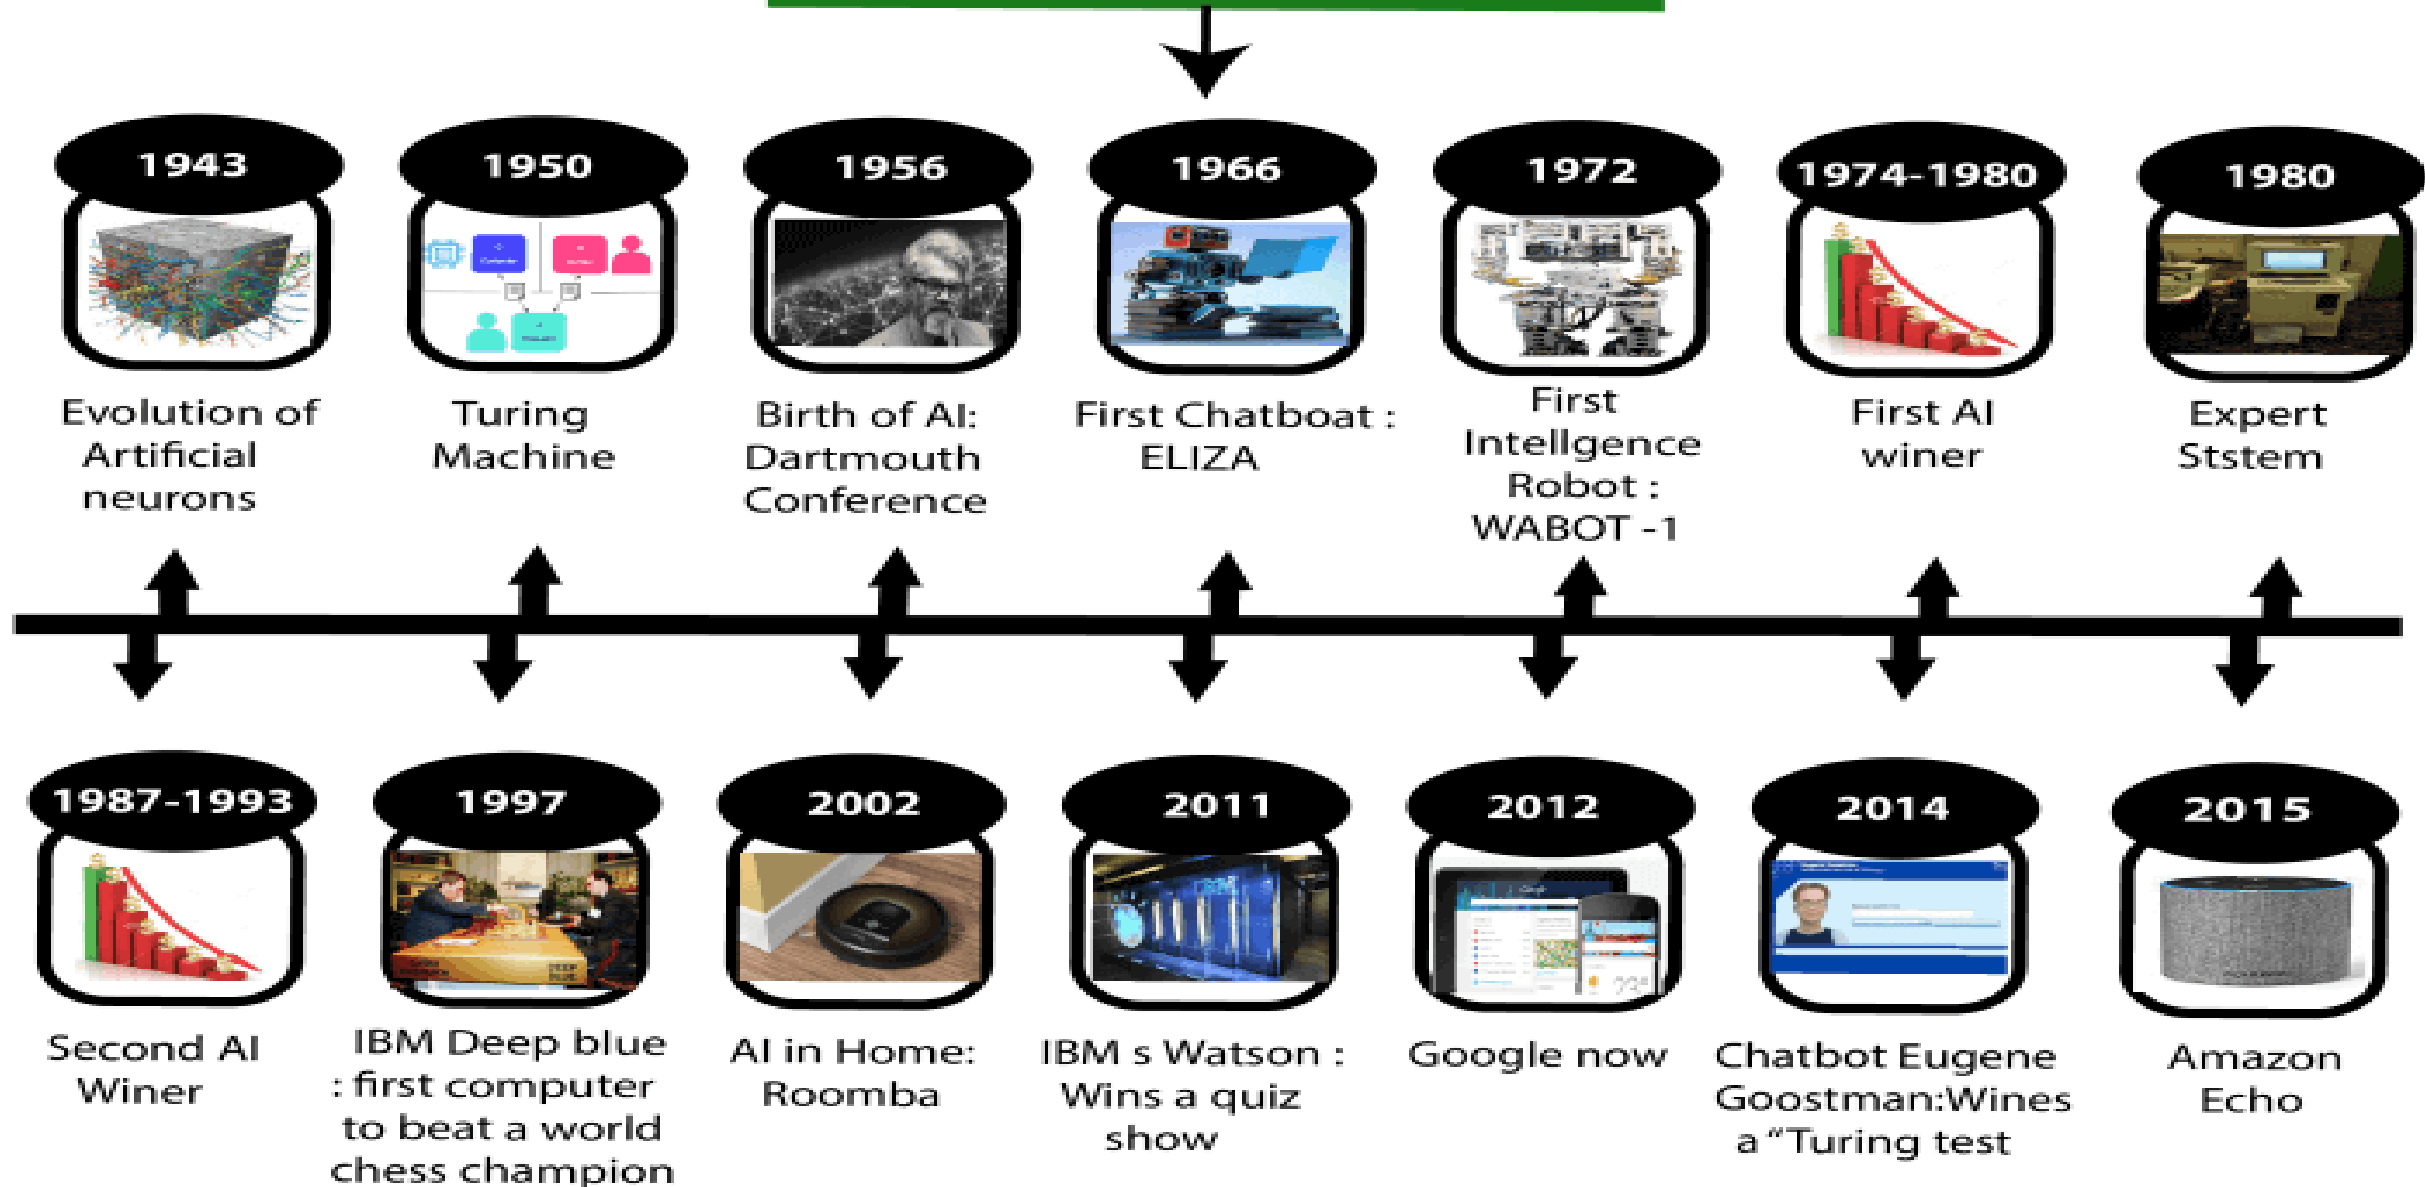 1943
1950
1956
1966
1972
1974-1980
1980
Evolution of
Artificial
neurons
Turing
Machine
Birth of AI:
Dartmouth
Conference
First Chatboat :
ELIZA
First
Intellgence
Robot :
WABOT -1
First AI
winer
Expert
Ststem
1987-1993
1997
2002
2011
2012
2014
2015
DEEP
BLUE
23°
Second AI
Winer
IBM Deep blue
: first computer
to beat a world
chess champion
AI in Home:
Roomba
IBM s Watson :
Wins a quiz
show
Google now
Chatbot Eugene
Goostman:Wines
a “Turing test
Amazon
Echo